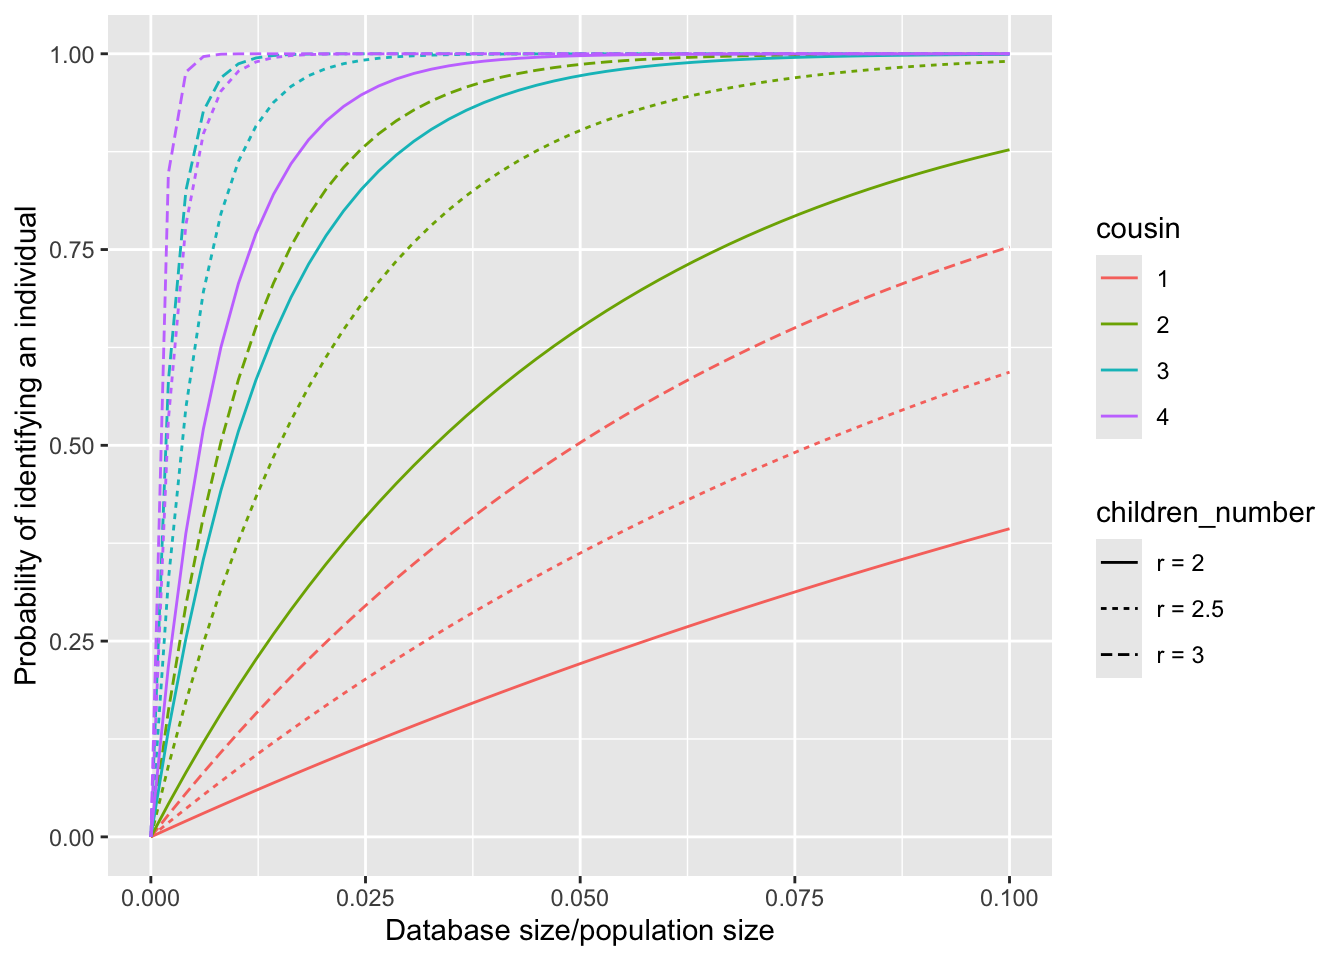 Probability of identifying an individual
1.00
0.75
0.50
0.25
0.00
0.000 0.025 0.050 0.075 0.100
Database size/population size
cousin
1
2
3
4
children_number
r = 2
r = 2.5
r = 3